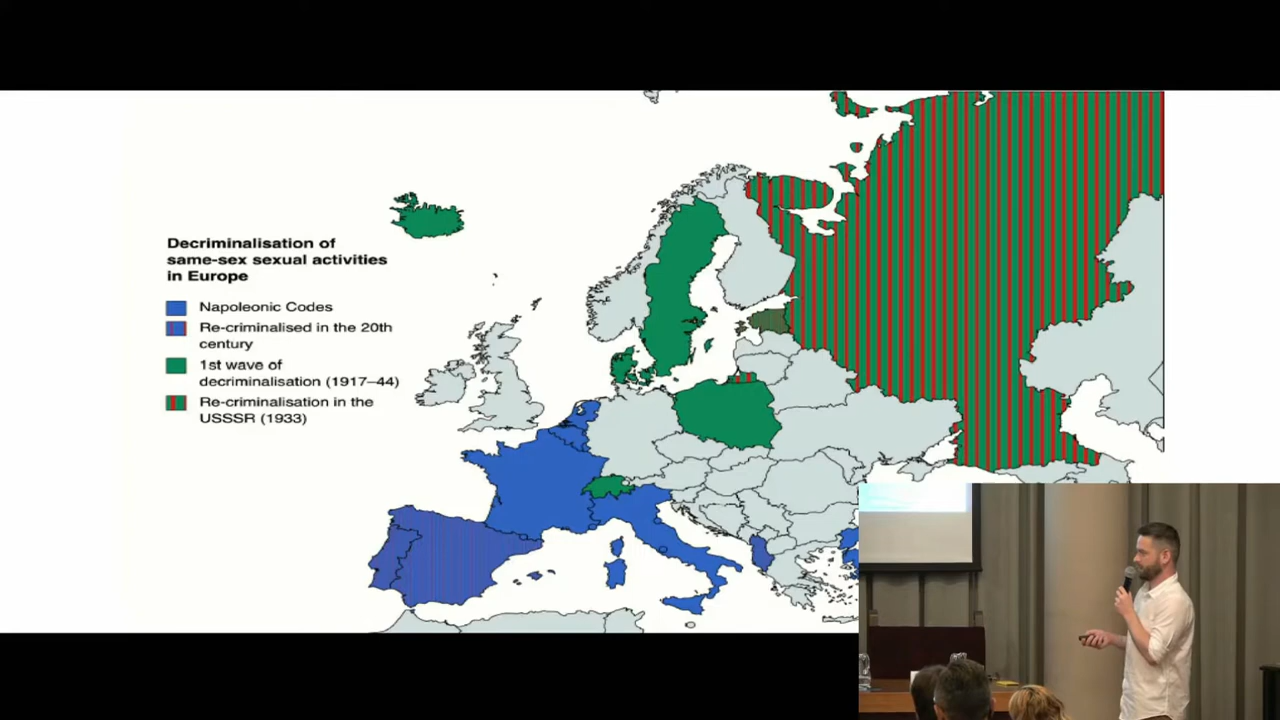 Decriminalisation of
same-sex sexual activities
in Europe
Napoleonic Codes
Re-criminalised in the 20th
century
1st wave of
decriminalisation (1917–44)
Re-criminalisation in the
USSSR (1933)